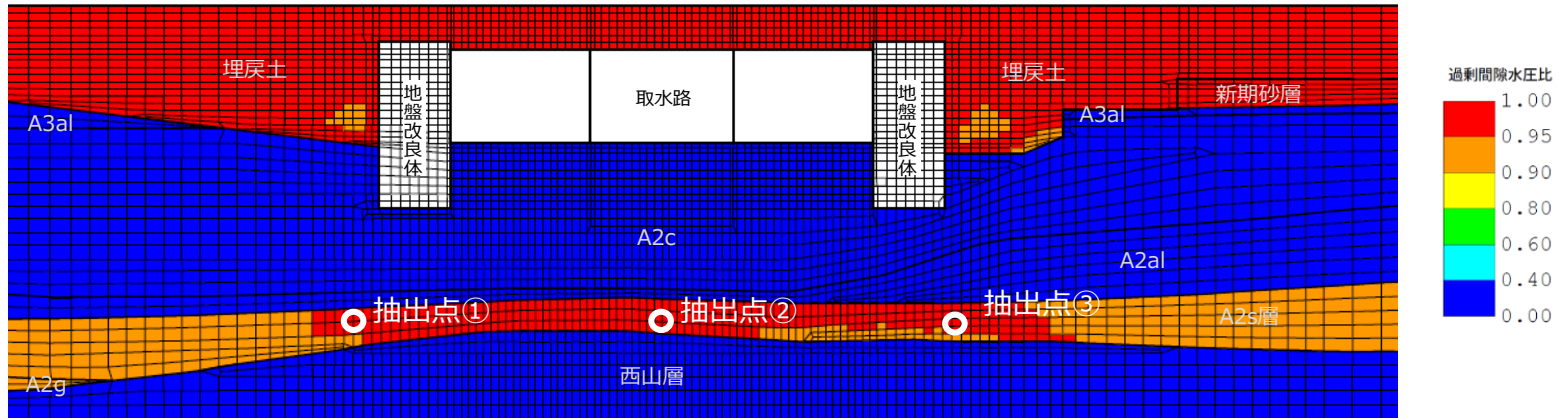 埋戻土
地盤改良体
取水路
地盤改良体
埋戻土
新期砂層
A3al
A3al
A2c
A2al
抽出点①
抽出点②
抽出点③
A2s層
A2g
西山層
過剰間隙水圧比
1.00
0.95
0.90
0.80
0.60
0.40
0.00